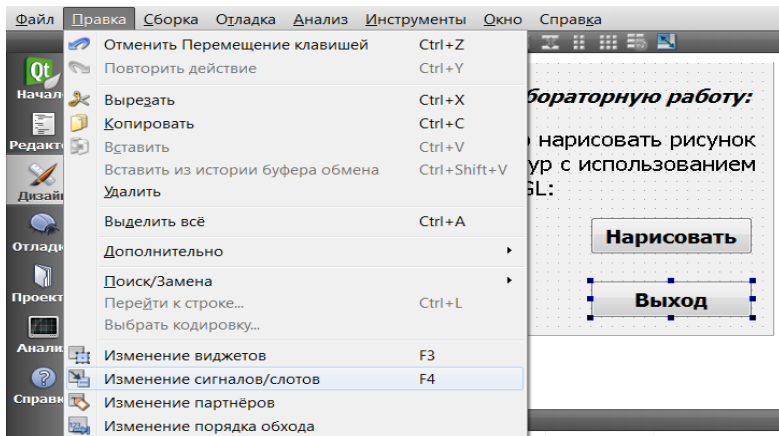 Файл Правка Сборка Отладка Анализ Инструменты Окно Справка
Отменить Перемещение клавишей Ctrl+Z
Повторить действие Ctrl+Y
Вырезать Ctrl+X
Копировать Ctrl+C
Вставить Ctrl+V
Вставить из истории буфера обмена Ctrl+Shift+V
Удалить
Выделить всё Ctrl+A
Дополнительно
Поиск/Замена
Перейти к строке... Ctrl+L
Выбрать кодировку...
Изменение виджетов F3
Изменение сигналов/слотов F4
Изменение партнёров
Изменение порядка обхода
Qt
Начал
Редакт
Дизай
Отладк
Проект
Анали
Справк
бораторную работу:
нарисовать рисунок
ур с использованием
GL:
Нарисовать
Выход